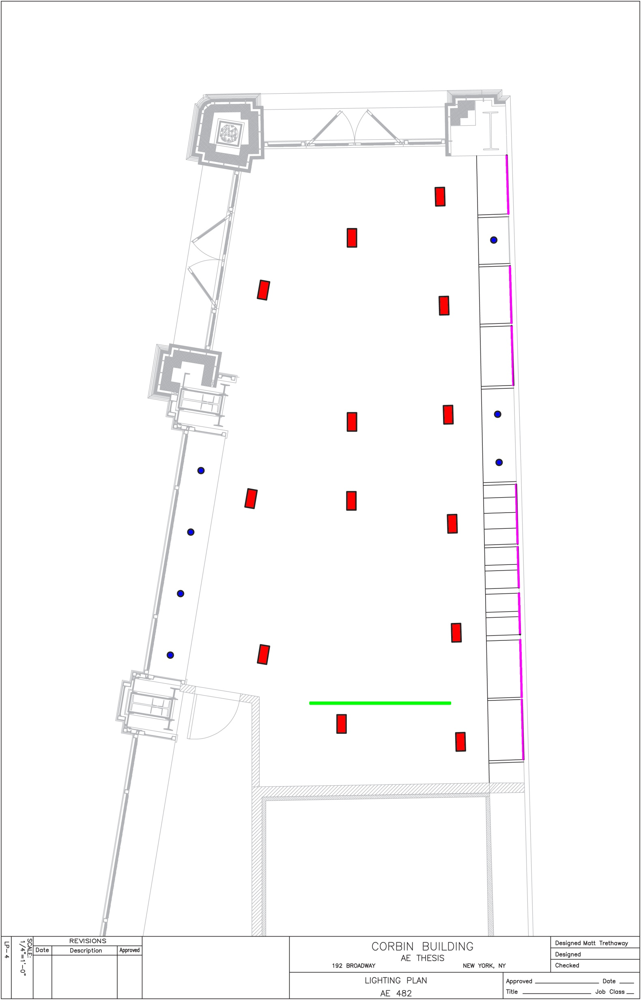 LP-4
SCALE:
1/4"=1'-0"
REVISIONS
Date Description Approved
CORBIN BUILDING
AE THESIS
192 BROADWAY NEW YORK, NY
LIGHTING PLAN
AE 482
Designed Matt Trethaway
Designed
Checked
Approved Date
Title Job Class